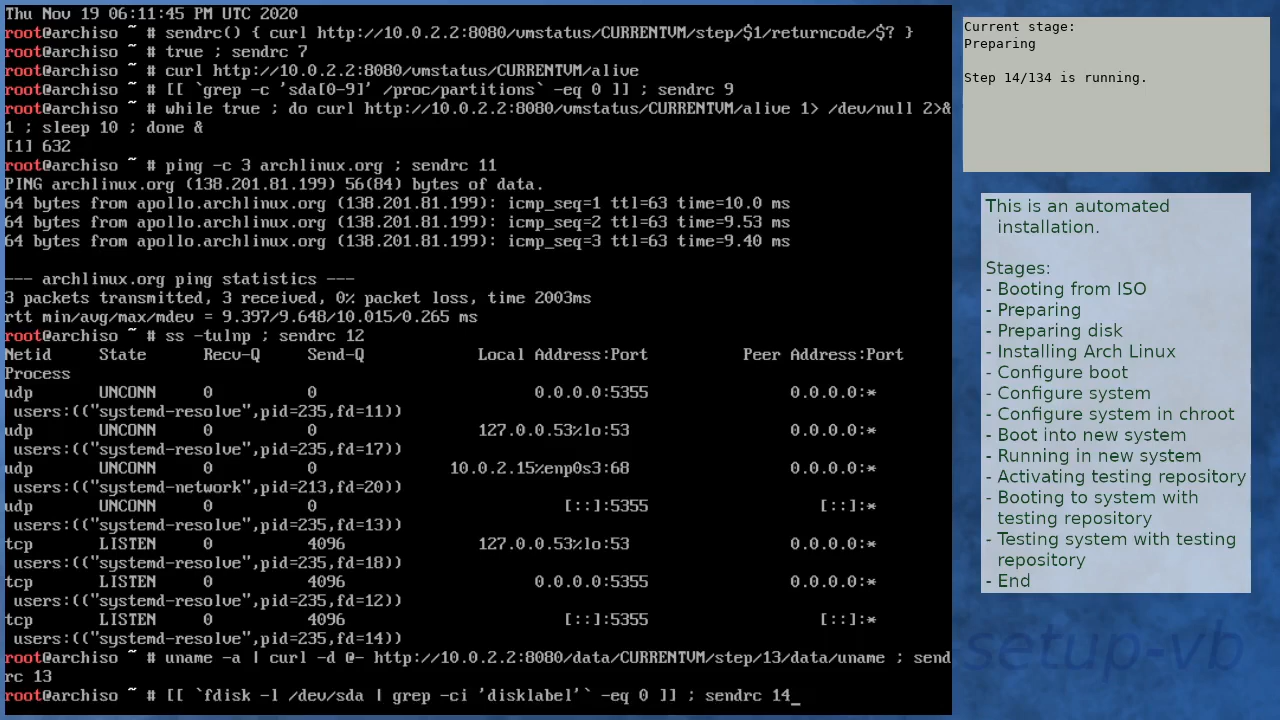 Thu Nov 19 06:11:45 PM UTC 2020
root@archiso ~ # sendrc() { curl http://10.0.2.2:8080/vmstatus/CURRENTVM/step/$1/returncode/$? }
root@archiso ~ # true ; sendrc 7
root@archiso ~ # curl http://10.0.2.2:8080/vmstatus/CURRENTVM/alive
root@archiso ~ # [[ `grep -c 'sda[0-9]' /proc/partitions` -eq 0 ]] ; sendrc 9
root@archiso ~ # while true ; do curl http://10.0.2.2:8080/vmstatus/CURRENTVM/alive 1> /dev/null 2>&
1 ; sleep 10 ; done &
[1] 632
root@archiso ~ # ping -c 3 archlinux.org ; sendrc 11
PING archlinux.org (138.201.81.199) 56(84) bytes of data.
64 bytes from apollo.archlinux.org (138.201.81.199): icmp_seq=1 ttl=63 time=10.0 ms
64 bytes from apollo.archlinux.org (138.201.81.199): icmp_seq=2 ttl=63 time=9.53 ms
64 bytes from apollo.archlinux.org (138.201.81.199): icmp_seq=3 ttl=63 time=9.40 ms
--- archlinux.org ping statistics ---
3 packets transmitted, 3 received, 0% packet loss, time 2003ms
rtt min/avg/max/mdev = 9.397/9.648/10.015/0.265 ms
root@archiso ~ # ss -tulnp ; sendrc 12
Netid State Recv-Q Send-Q Local Address:Port Peer Address:Port
Process
udp UNCONN 0 0 0.0.0.0:5355 0.0.0.0:*
users:(("systemd-resolve",pid=235,fd=11))
udp UNCONN 0 0 127.0.0.53%lo:53 0.0.0.0:*
users:(("systemd-resolve",pid=235,fd=17))
udp UNCONN 0 0 10.0.2.15%enp0s3:68 0.0.0.0:*
users:(("systemd-network",pid=213,fd=20))
udp UNCONN 0 0 [::]:5355 [::]:*
users:(("systemd-resolve",pid=235,fd=13))
tcp LISTEN 0 4096 127.0.0.53%lo:53 0.0.0.0:*
users:(("systemd-resolve",pid=235,fd=18))
tcp LISTEN 0 4096 0.0.0.0:5355 0.0.0.0:*
users:(("systemd-resolve",pid=235,fd=12))
tcp LISTEN 0 4096 [::]:5355 [::]:*
users:(("systemd-resolve",pid=235,fd=14))
root@archiso ~ # uname -a | curl -d @- http://10.0.2.2:8080/data/CURRENTVM/step/13/data/uname ; send
rc 13
root@archiso ~ # [[ `fdisk -l /dev/sda | grep -ci 'disklabel'` -eq 0 ]] ; sendrc 14_
Current stage:
Preparing
Step 14/134 is running.
This is an automated
installation.
Stages:
- Booting from ISO
- Preparing
- Preparing disk
- Installing Arch Linux
- Configure boot
- Configure system
- Configure system in chroot
- Boot into new system
- Running in new system
- Activating testing repository
- Booting to system with
testing repository
- Testing system with testing
repository
- End
setup-vb